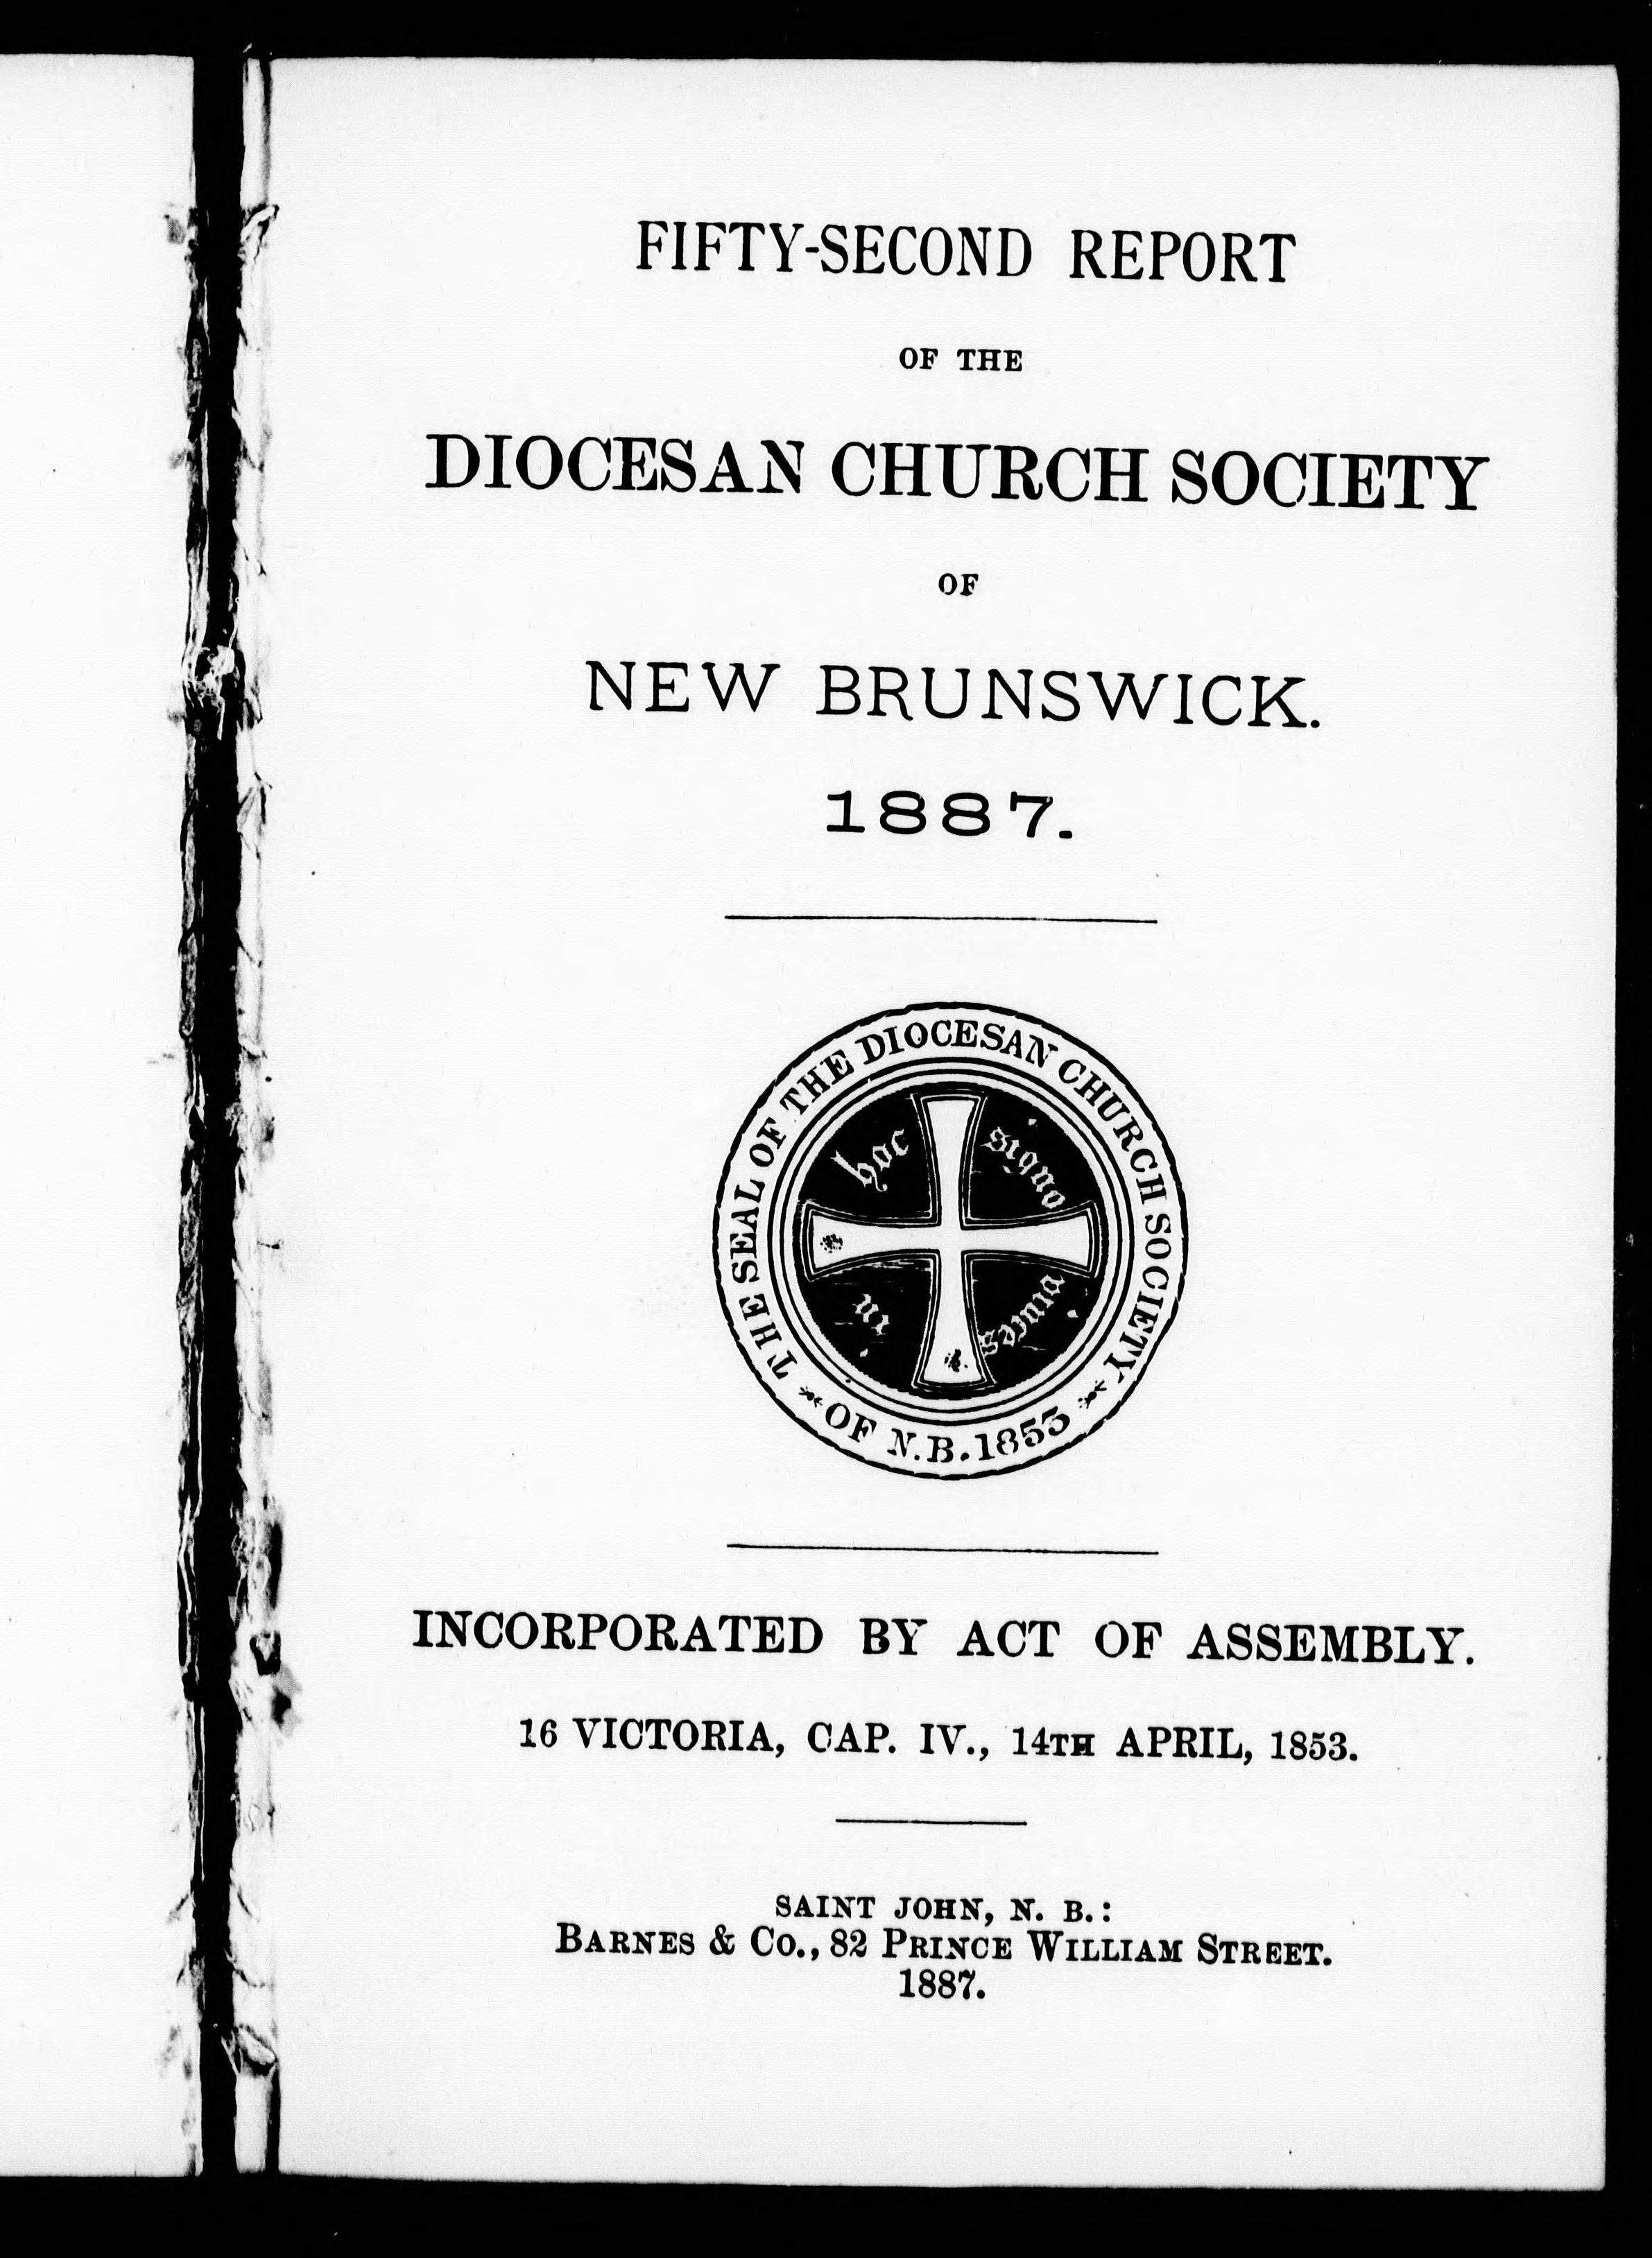 FIFTY-SECOND REPORT
OF THE
DIOCESAN CHURCH SOCIETY
OF
NEW BRUNSWICK.
1887.
THE SEAL OF THE DIOCESAN CHURCH SOCIETY
OF N.B. 1853
in
hoc
signo
vinces
INCORPORATED BY ACT OF ASSEMBLY.
16 VICTORIA, CAP. IV., 14TH APRIL, 1853.
SAINT JOHN, N. B.:
BARNES & CO., 82 PRINCE WILLIAM STREET.
1887.